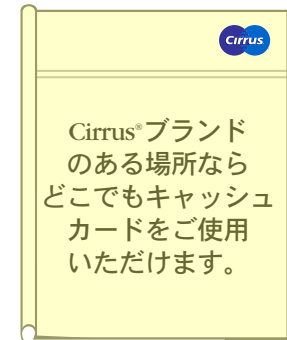 Cirrus
Cirrus®ブランド
のある場所なら
どこでもキャッシュ
カードをご使用
いただけます。